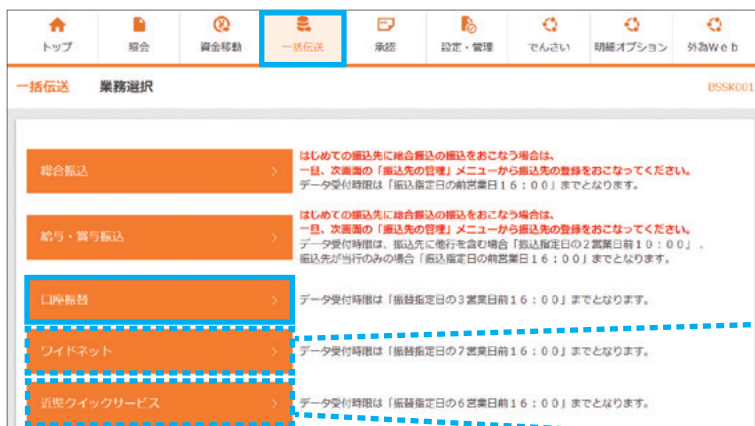 トップ 照会 資金移動 一括伝送 承認 設定・管理 でんさい 明細オプション 外為Web
一括伝送 業務選択 BSSK001
総合振込
はじめての振込先に総合振込の振込をおこなう場合は、
一旦、次画面の「振込先の管理」メニューから振込先の登録をおこなってください。
データ受付時限は「振込指定日の前営業日16:00」までとなります。
給与・賞与振込
はじめての振込先に総合振込の振込をおこなう場合は、
一旦、次画面の「振込先の管理」メニューから振込先の登録をおこなってください。
データ受付時限は、振込先に他行を含む場合「振込指定日の2営業日前10:00」、
振込先が当行のみの場合「振込指定日の前営業日16:00」までとなります。
口座振替 データ受付時限は「振替指定日の3営業日前16:00」までとなります。
ワイドネット データ受付時限は「振替指定日の7営業日前16:00」までとなります。
近県クイックサービス データ受付時限は「振替指定日の6営業日前16:00」までとなります。